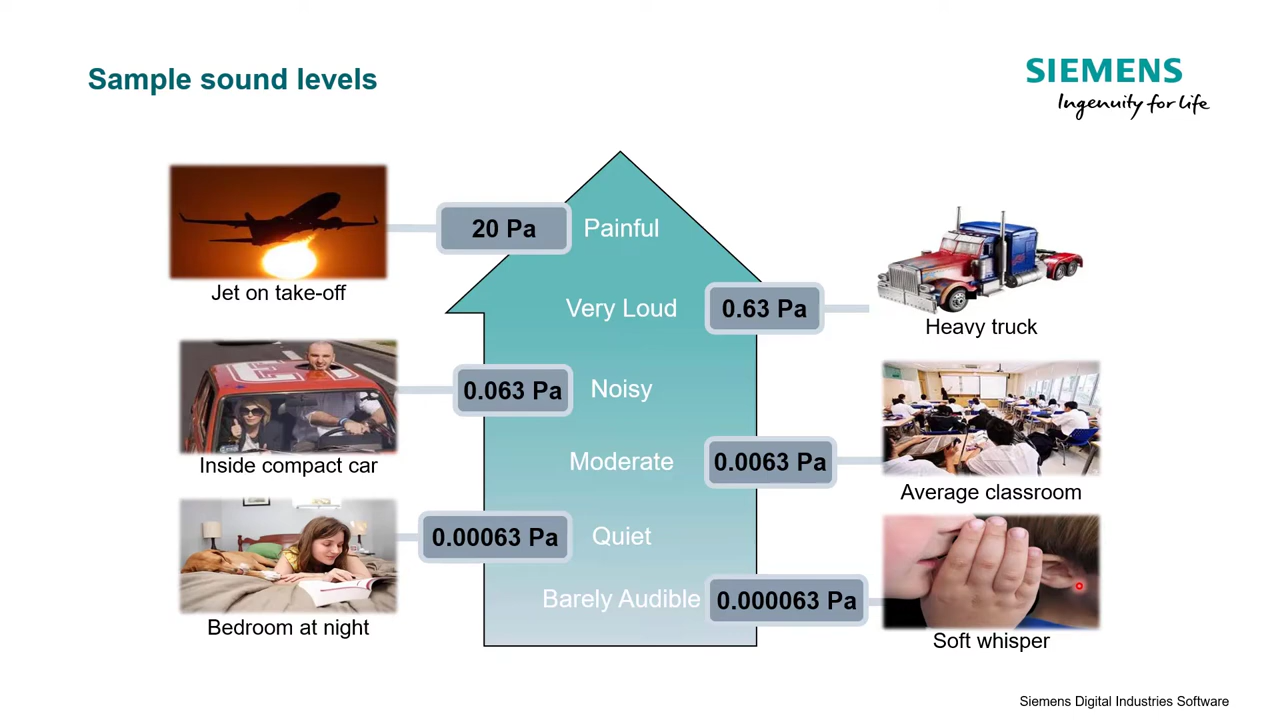 Sample sound levels
SIEMENS
Ingenuity for life
20 Pa
Painful
Jet on take-off
Very Loud
0.63 Pa
Heavy truck
0.063 Pa
Noisy
Inside compact car
Moderate
0.0063 Pa
Average classroom
0.00063 Pa
Quiet
Bedroom at night
Barely Audible
0.000063 Pa
Soft whisper
Siemens Digital Industries Software